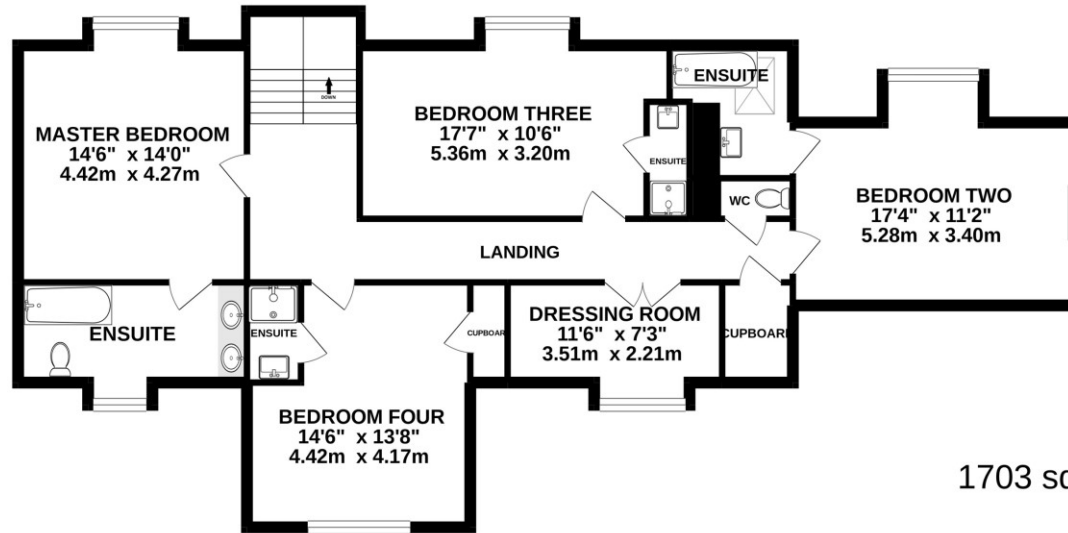 MASTER BEDROOM
14'6" x 14'0"
4.42m x 4.27m
DOWN
BEDROOM THREE
17'7" x 10'6"
5.36m x 3.20m
ENSUITE
ENSUITE
WC
BEDROOM TWO
17'4" x 11'2"
5.28m x 3.40m
LANDING
ENSUITE
ENSUITE
CUPBOARD
DRESSING ROOM
11'6" x 7'3"
3.51m x 2.21m
CUPBOARD
BEDROOM FOUR
14'6" x 13'8"
4.42m x 4.17m
1703 sq